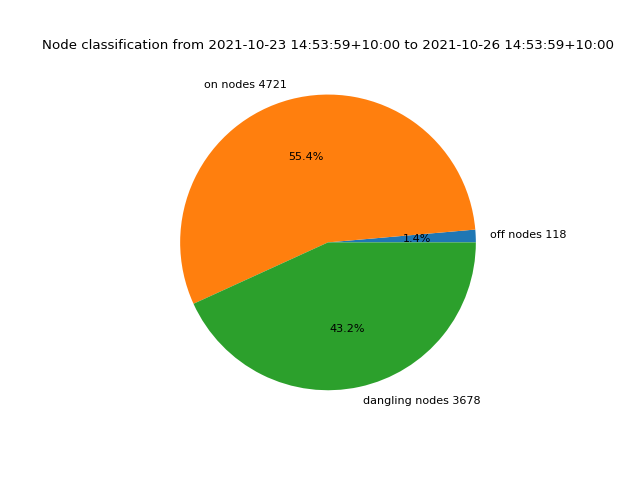 Node classification from 2021-10-23 14:53:59+10:00 to 2021-10-26 14:53:59+10:00
on nodes 4721
55.4%
off nodes 118
1.4%
43.2%
dangling nodes 3678